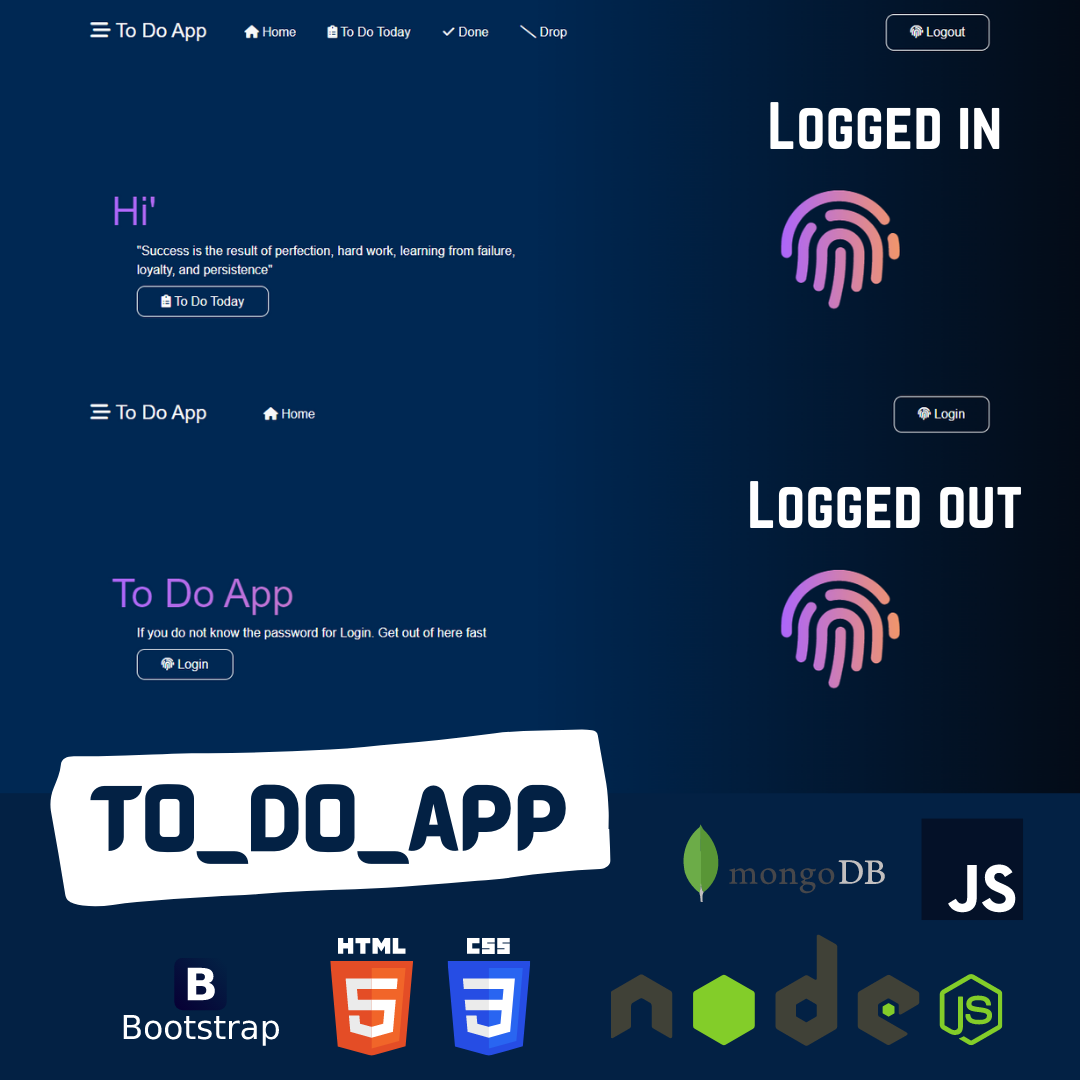 To Do App Home To Do Today Done Drop Logout
Logged in
Hi'
"Success is the result of perfection, hard work, learning from failure,
loyalty, and persistence"
To Do Today
To Do App Home Login
Logged out
To Do App
If you do not know the password for Login. Get out of here fast
Login
TO_DO_APP
mongoDB
JS
HTML
5
CSS
3
B
Bootstrap
node
JS